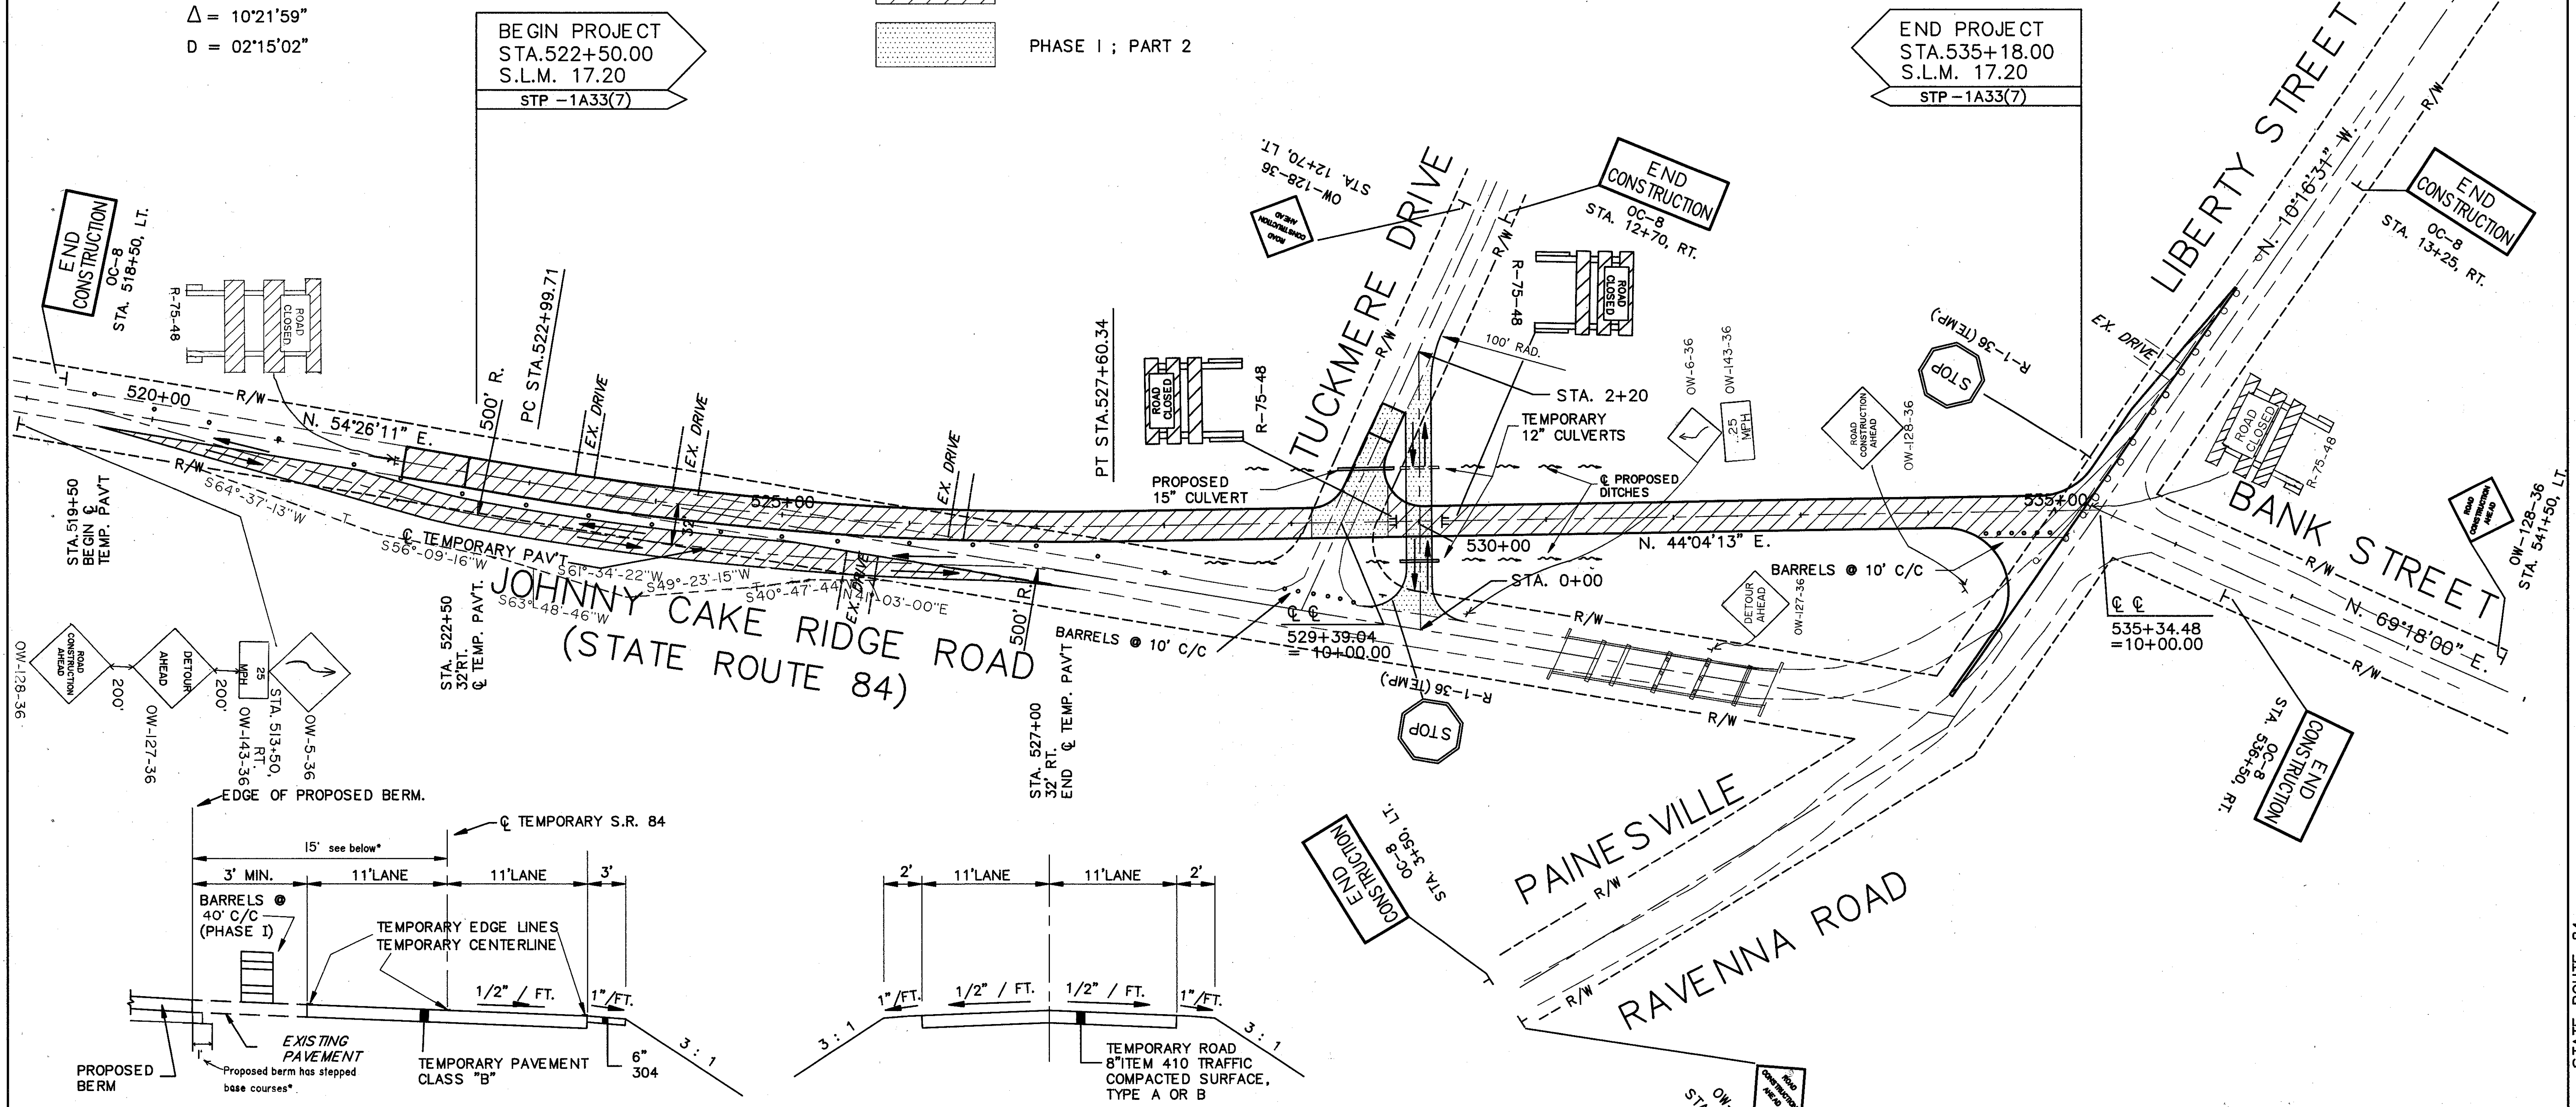 Δ = 10°21'59"
D = 02°15'02"
BEGIN PROJECT
STA.522+50.00
S.L.M. 17.20
STP -1A33(7)
PHASE I ; PART 2
END PROJECT
STA.535+18.00
S.L.M. 17.20
STP -1A33(7)
END
CONSTRUCTION
OC-8
STA. 518+50, LT.
R-75-48
ROAD
CLOSED
520+00
R/W
N. 54°26'11" E.
500' R.
PC STA.522+99.71
EX. DRIVE
EX. DRIVE
525+00
32'
EX. DRIVE
PT STA.527+60.34
ROAD
CLOSED
R-75-48
PROPOSED
15" CULVERT
TUCKMERE DRIVE
R/W
R/W
OW-128-36
STA. 12+70, LT.
ROAD
CONSTRUCTION
AHEAD
END
CONSTRUCTION
OC-8
STA. 12+70, RT.
R-75-48
ROAD
CLOSED
100' RAD.
STA. 2+20
TEMPORARY
12" CULVERTS
℄ PROPOSED
DITCHES
530+00
STA. 0+00
OW-6-36
OW-143-36
25
MPH
ROAD
CONSTRUCTION
AHEAD
OW-128-36
N. 44°04'13" E.
STOP
R-1-36 (TEMP.)
LIBERTY STREET
N. 10°16'31" W.
R/W
EX. DRIVE
END
CONSTRUCTION
OC-8
STA. 13+25, RT.
ROAD
CLOSED
R-75-48
535+00
BANK STREET
R/W
N. 69°18'00" E.
R/W
ROAD
CONSTRUCTION
AHEAD
OW-128-36
STA. 541+50, LT.
BARRELS @ 10' C/C
℄ ℄
535+34.48
=10+00.00
END
CONSTRUCTION
OC-8
STA. 536+50, RT.
DETOUR
AHEAD
OW-127-36
R/W
R/W
STA.519+50
BEGIN ℄
TEMP. PAV'T
R/W
S64°-37'-13"W
℄ TEMPORARY PAV'T
S56°-09'-16"W
S61°-34'-22"W
S63°-48'-46"W
S49°-23'-15"W
S40°-47'-44"
N41°-03'-00"E
EX. DRIVE
500' R.
JOHNNY CAKE RIDGE ROAD
(STATE ROUTE 84)
STA. 522+50
32'RT.
℄ TEMP. PAV'T.
STA. 527+00
32' RT.
END ℄ TEMP. PAV'T
BARRELS @ 10' C/C
℄ ℄
529+39.04
= 10+00.00
R-1-36 (TEMP.)
STOP
OW-128-36
ROAD
CONSTRUCTION
AHEAD
200'
DETOUR
AHEAD
OW-127-36
200'
25
MPH
OW-143-36
STA. 513+50,
RT.
OW-5-36
PAINESVILLE
RAVENNA ROAD
R/W
R/W
END
CONSTRUCTION
OC-8
STA. 3+50, LT.
ROAD
CONSTRUCTION
AHEAD
EDGE OF PROPOSED BERM.
℄ TEMPORARY S.R. 84
15' see below*
3' MIN.
11'LANE
11'LANE
3'
BARRELS @
40' C/C
(PHASE I)
TEMPORARY EDGE LINES
TEMPORARY CENTERLINE
1/2" / FT.
1"/FT.
3 : 1
PROPOSED
BERM
1'
EXISTING
PAVEMENT
Proposed berm has stepped
base courses*.
TEMPORARY PAVEMENT
CLASS "B"
6"
304
2'
11'LANE
11'LANE
2'
1"/FT.
1/2" / FT.
1/2" / FT.
1"/FT.
3 : 1
3 : 1
TEMPORARY ROAD
8"ITEM 410 TRAFFIC
COMPACTED SURFACE,
TYPE A OR B